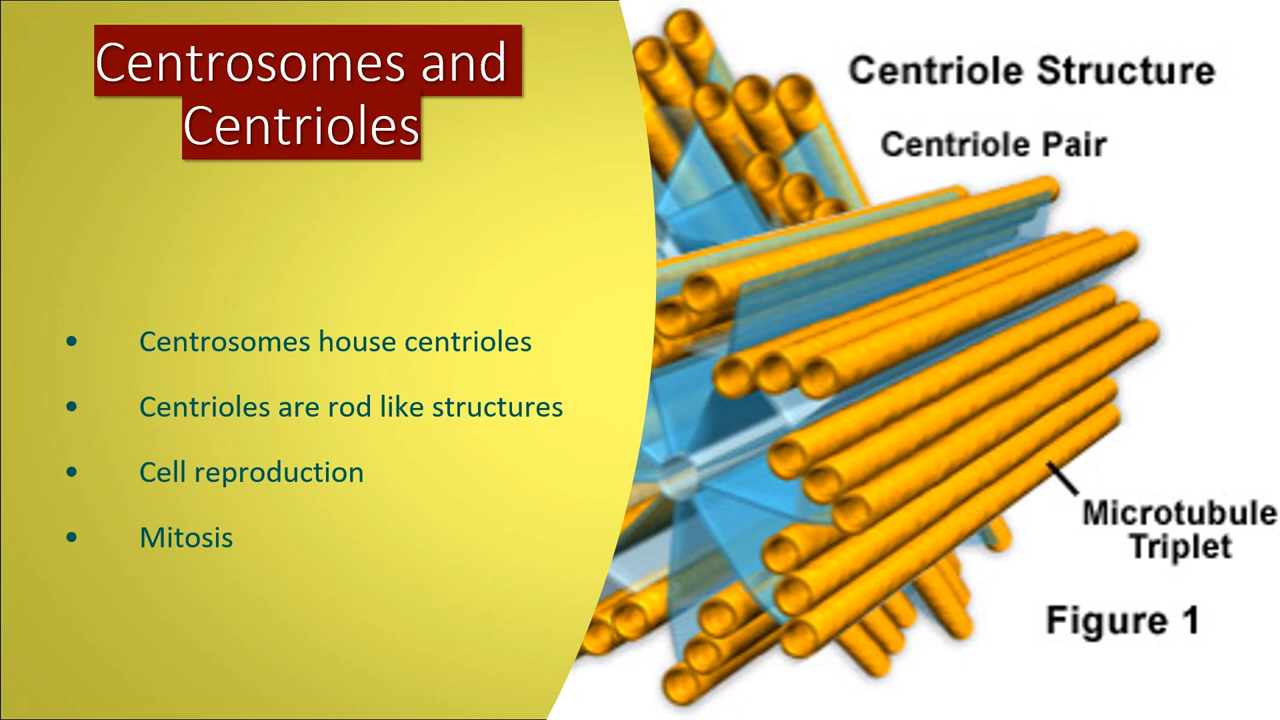 Centrosomes and
Centrioles
• Centrosomes house centrioles
• Centrioles are rod like structures
• Cell reproduction
• Mitosis
Centriole Structure
Centriole Pair
Microtubule
Triplet
Figure 1